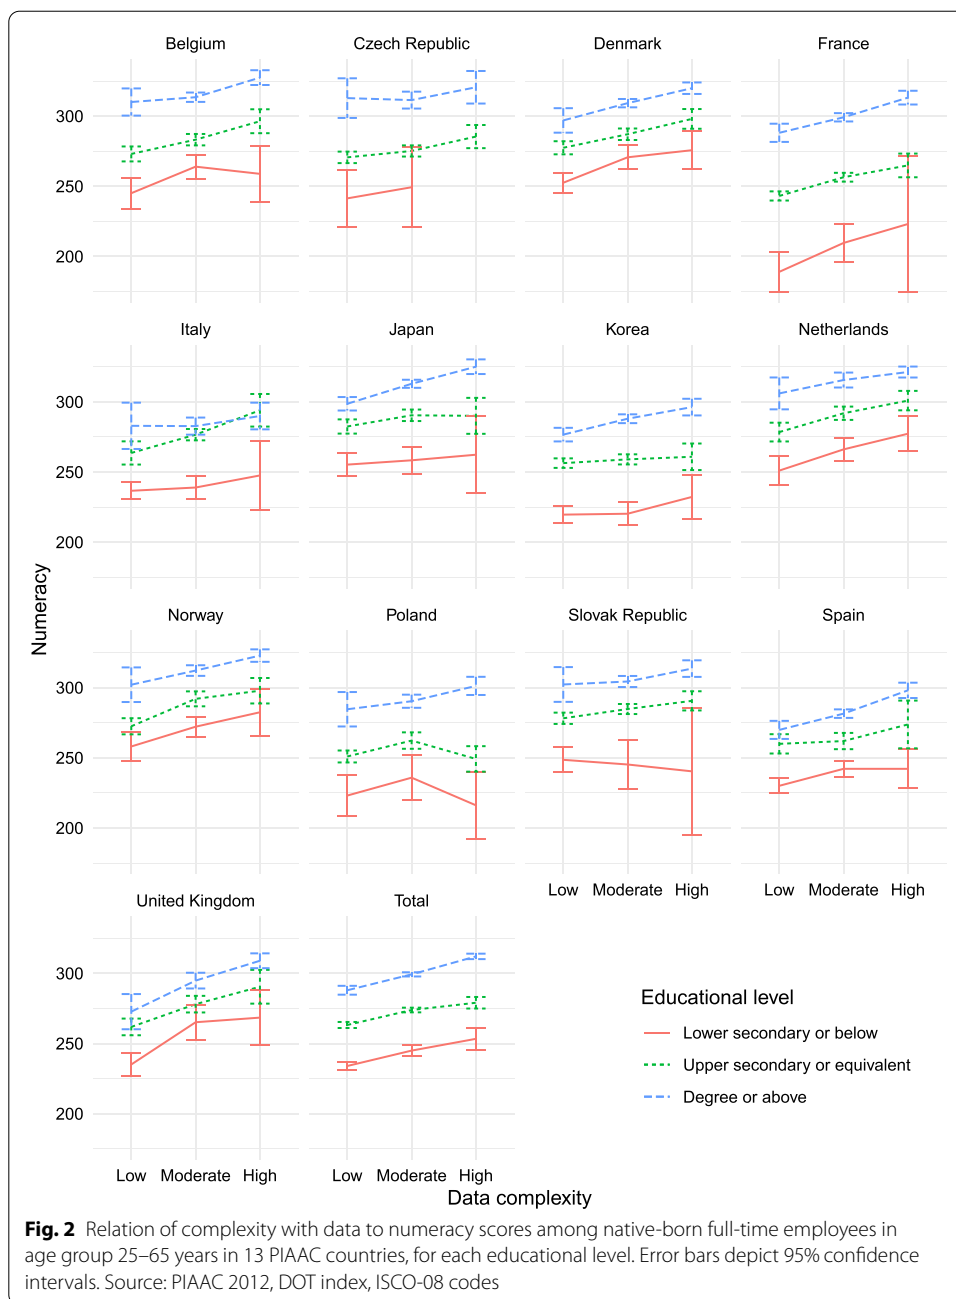 Belgium
Czech Republic
Denmark
France
300
250
200
Italy
Japan
Korea
Netherlands
300
250
200
Numeracy
Norway
Poland
Slovak Republic
Spain
300
250
200
Low Moderate High
Low Moderate High
United Kingdom
Total
300
250
200
Low Moderate High
Low Moderate High
Data complexity
Educational level
Lower secondary or below
Upper secondary or equivalent
Degree or above
Fig. 2 Relation of complexity with data to numeracy scores among native-born full-time employees in
age group 25–65 years in 13 PIAAC countries, for each educational level. Error bars depict 95% confidence
intervals. Source: PIAAC 2012, DOT index, ISCO-08 codes